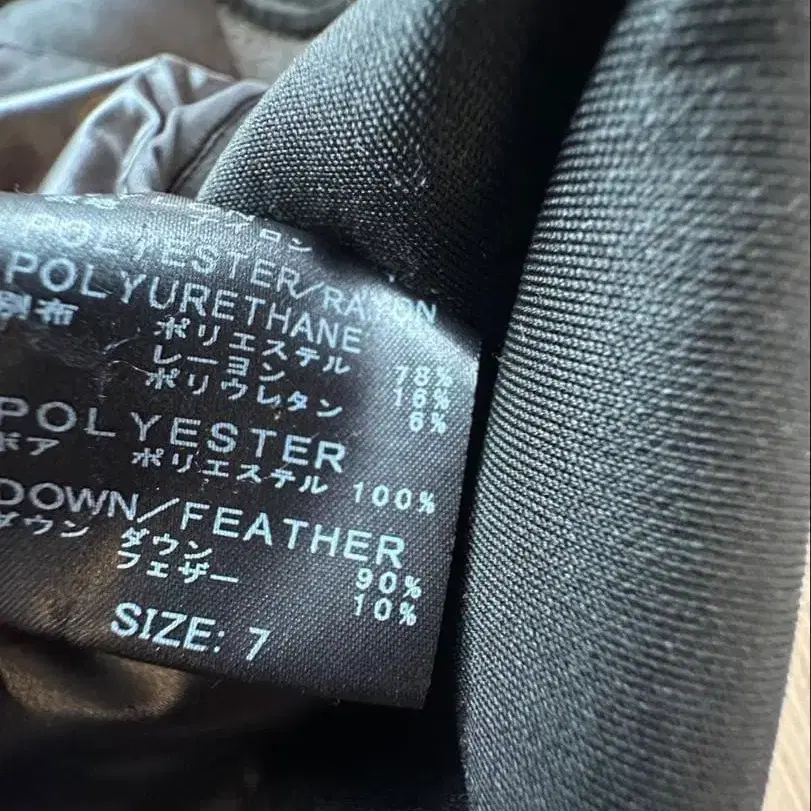 POLYESTER/RAYON
POLYURETHANE
別布 ポリエステル 78%
レーヨン 16%
ポリウレタン 6%
POLYESTER
ボア ポリエステル 100%
DOWN/FEATHER
ダウン ダウン 90%
フェザー 10%
SIZE: 7